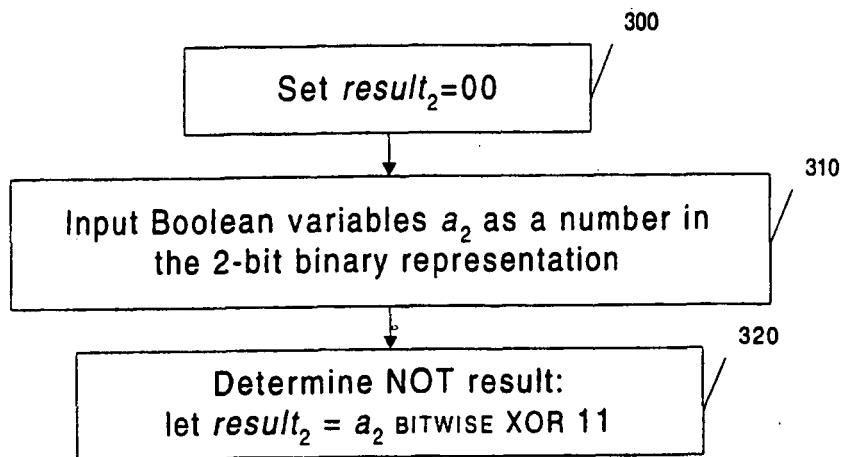 300
Set result₂=00
310
Input Boolean variables a₂ as a number in
the 2-bit binary representation
320
Determine NOT result:
let result₂ = a₂ BITWISE XOR 11